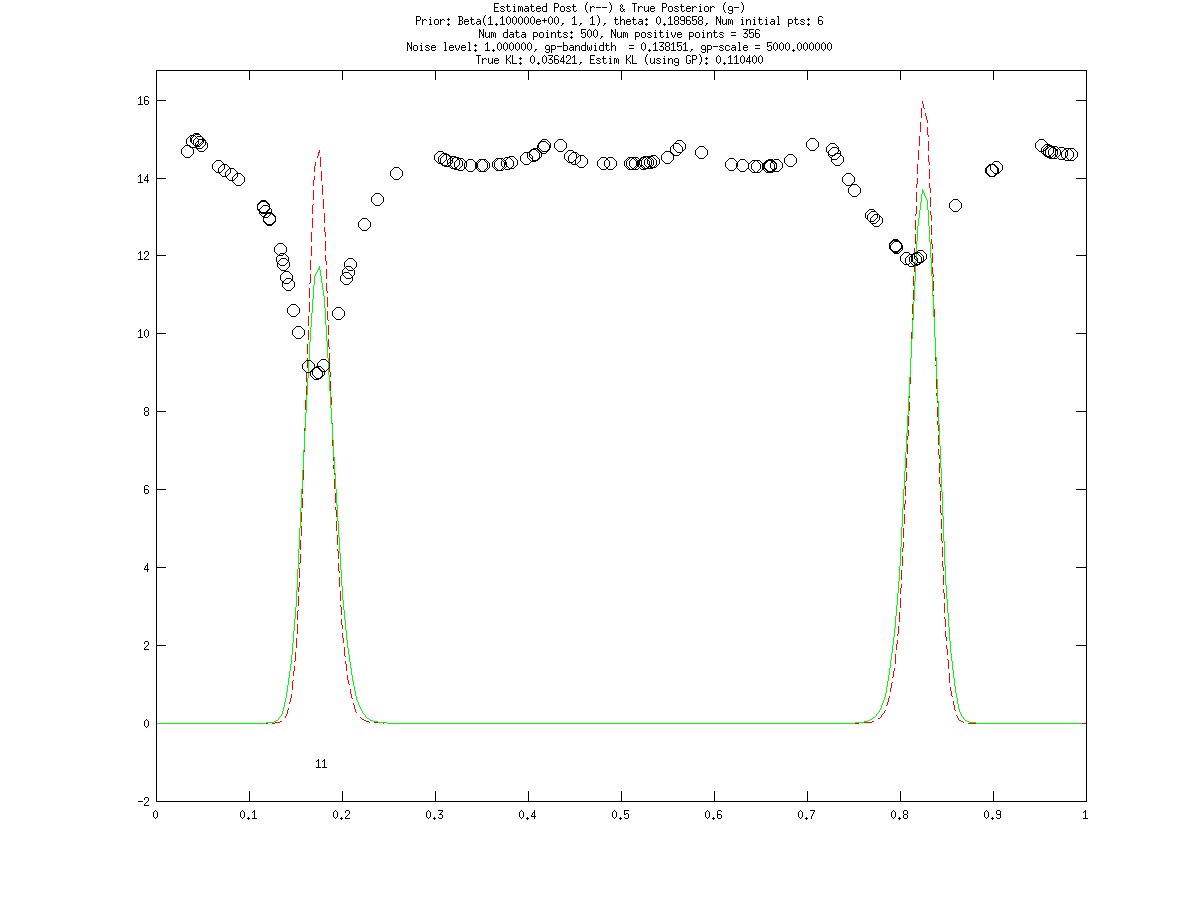 Estimated Post (r--) & True Posterior (g-)
Prior: Beta(1.100000e+00, 1, 1), theta: 0.189658, Num initial pts: 6
Num data points: 500, Num positive points = 356
Noise level: 1.000000, gp-bandwidth  = 0.138151, gp-scale = 5000.000000
True KL: 0.036421, Estim KL (using GP): 0.110400
16
14
12
10
8
6
4
2
0
11
-2
0 0.1 0.2 0.3 0.4 0.5 0.6 0.7 0.8 0.9 1